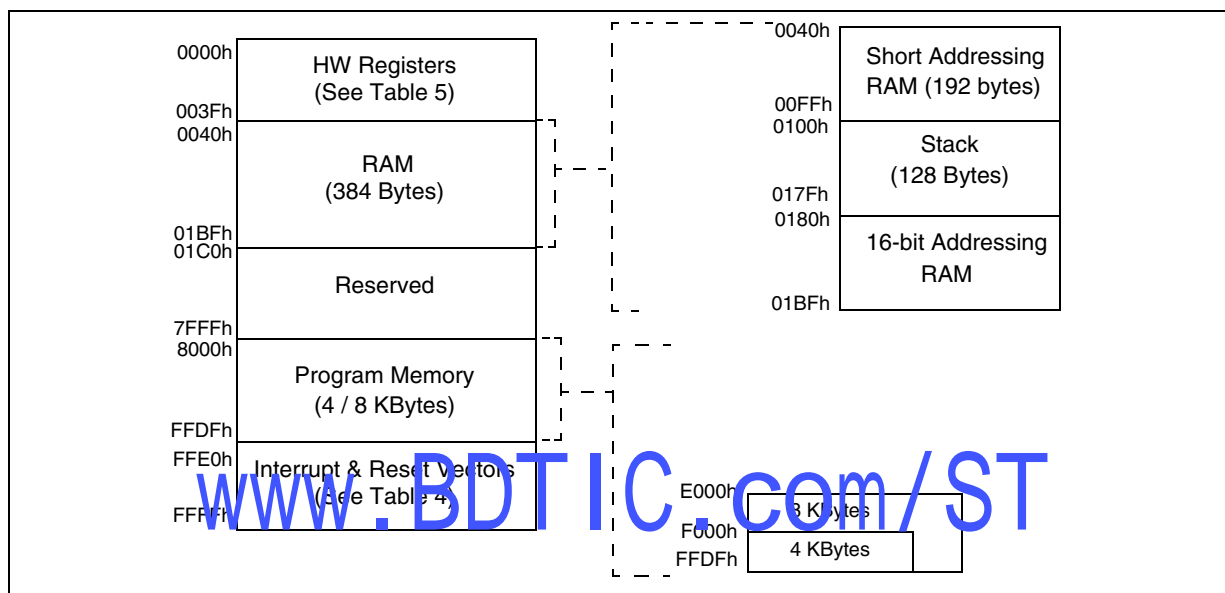 0000h
HW Registers
(See Table 5)
003Fh
0040h
RAM
(384 Bytes)
01BFh
01C0h
Reserved
7FFFh
8000h
Program Memory
(4 / 8 KBytes)
FFDFh
FFE0h
Interrupt & Reset Vectors
(See Table 4)
FFFFh
0040h
Short Addressing
RAM (192 bytes)
00FFh
0100h
Stack
(128 Bytes)
017Fh
0180h
16-bit Addressing
RAM
01BFh
E000h
8 KBytes
F000h
4 KBytes
FFDFh
www.BDTIC.com/ST